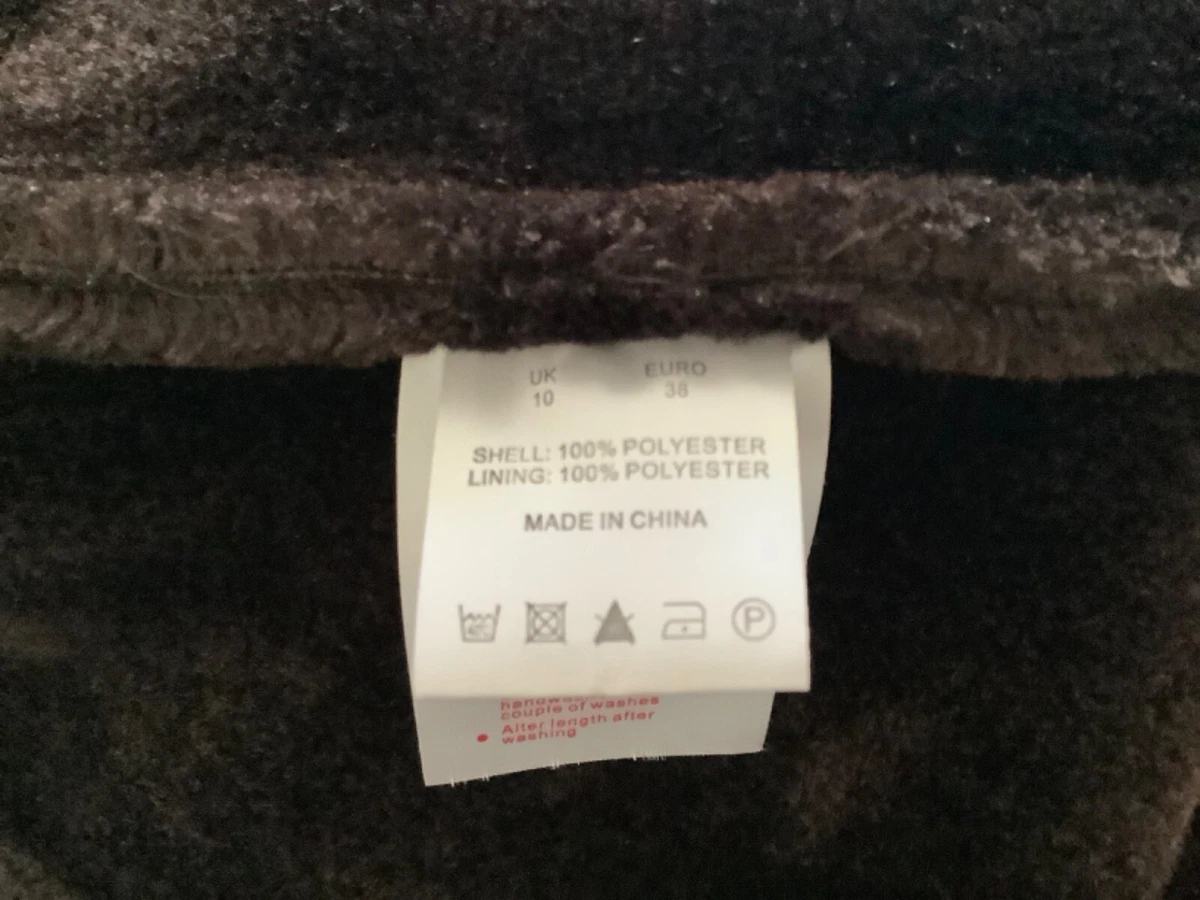 UK EURO
10 38
SHELL: 100% POLYESTER
LINING: 100% POLYESTER
MADE IN CHINA
P
couple of washes
• Alter length after
washing